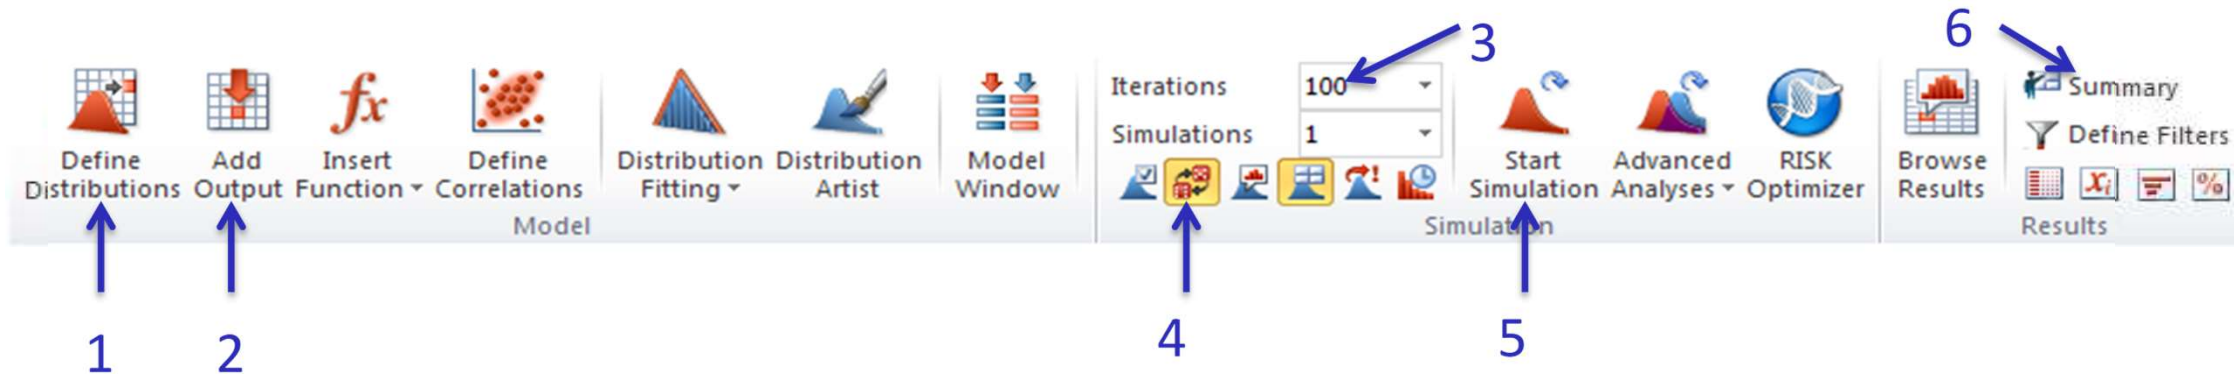 6
3
Iterations 100
Summary
Simulations 1
Define Filters
Define Distributions
Add Output
fx
Insert Function
Define Correlations
Distribution Fitting
Distribution Artist
Model Window
Start Simulation
Advanced Analyses
RISK Optimizer
Browse Results
xi
%
Model
Simulation
Results
1
2
4
5